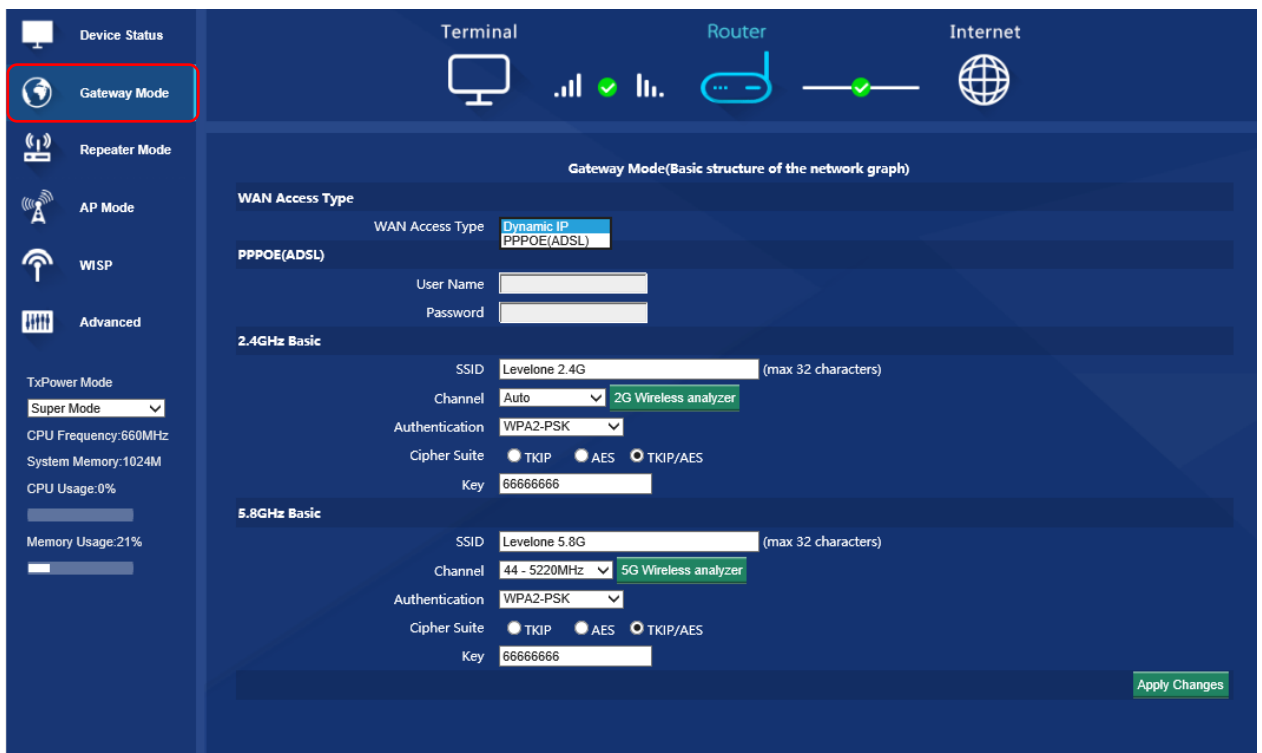 Device Status
Gateway Mode
Repeater Mode
AP Mode
WISP
Advanced
TxPower Mode
Super Mode
CPU Frequency:660MHz
System Memory:1024M
CPU Usage:0%
Memory Usage:21%
Terminal Router Internet
Gateway Mode(Basic structure of the network graph)
WAN Access Type
WAN Access Type Dynamic IP
PPPOE(ADSL)
PPPOE(ADSL)
User Name
Password
2.4GHz Basic
SSID Levelone 2.4G (max 32 characters)
Channel Auto 2G Wireless analyzer
Authentication WPA2-PSK
Cipher Suite TKIP AES TKIP/AES
Key 66666666
5.8GHz Basic
SSID Levelone 5.8G (max 32 characters)
Channel 44 - 5220MHz 5G Wireless analyzer
Authentication WPA2-PSK
Cipher Suite TKIP AES TKIP/AES
Key 66666666
Apply Changes